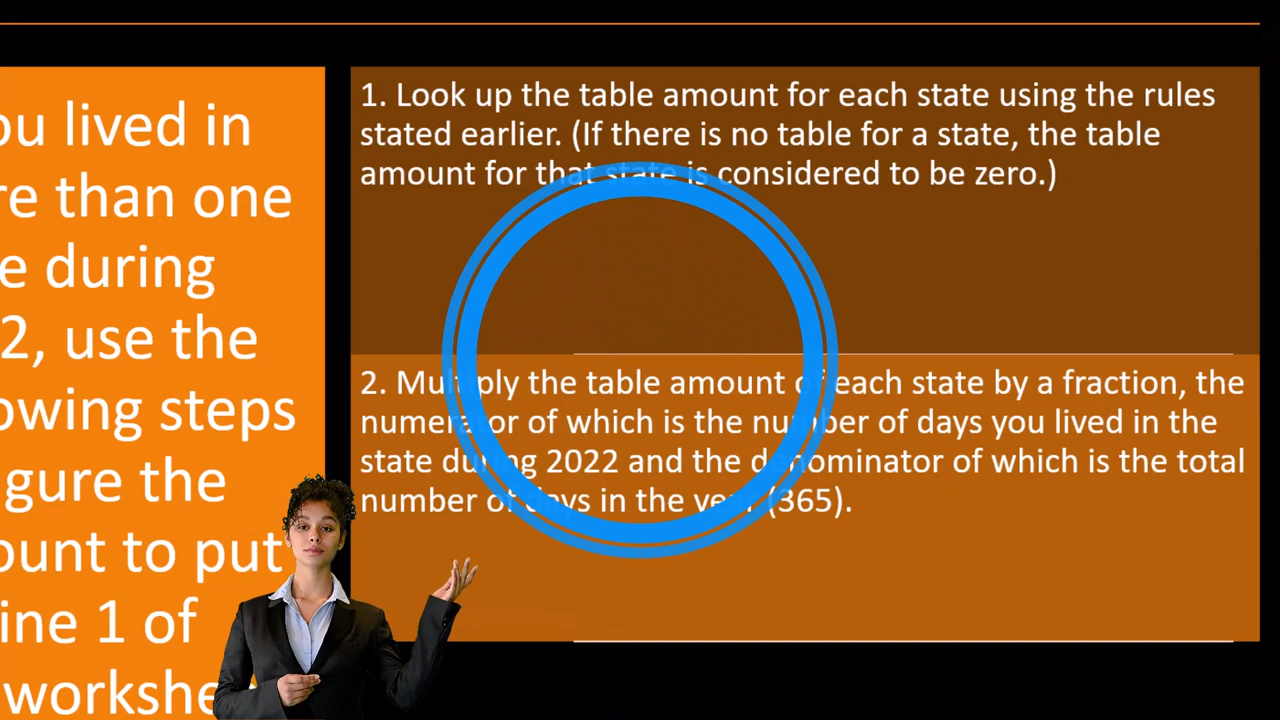 ou lived in
re than one
e during
2, use the
owing steps
gure the
ount to put
ine 1 of
workshe
1. Look up the table amount for each state using the rules
stated earlier. (If there is no table for a state, the table
amount for that state is considered to be zero.)
2. Multiply the table amount of each state by a fraction, the
numerator of which is the number of days you lived in the
state during 2022 and the denominator of which is the total
number of days in the year (365).